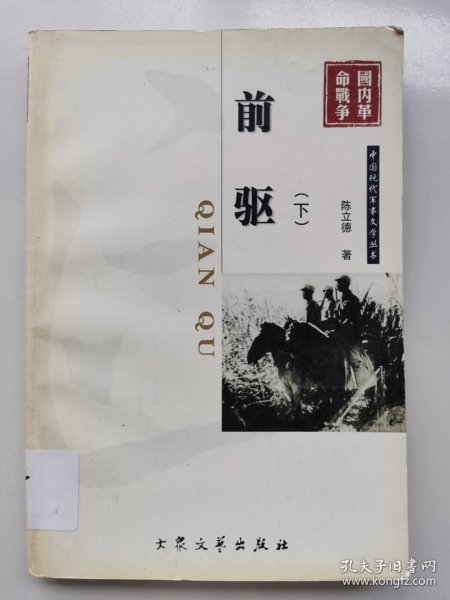 國内革
命戰争
中国现代军事文学丛书
前驱
（下）
陈立德 著
QIAN QU
大众文艺出版社
孔夫子旧书网
www.kongfz.com